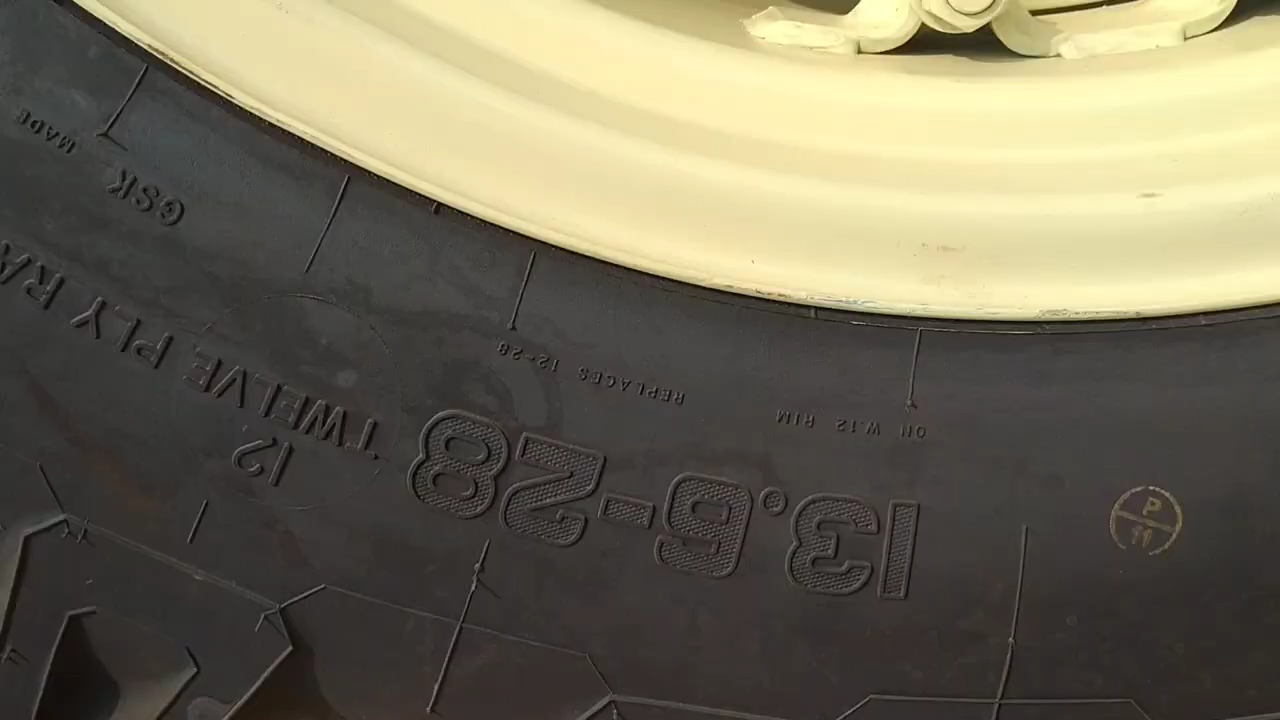 13.6-28
ON W.12 RIM
REPLACES 12-28
12
TWELVE PLY RA
GSK
MADE
P
11